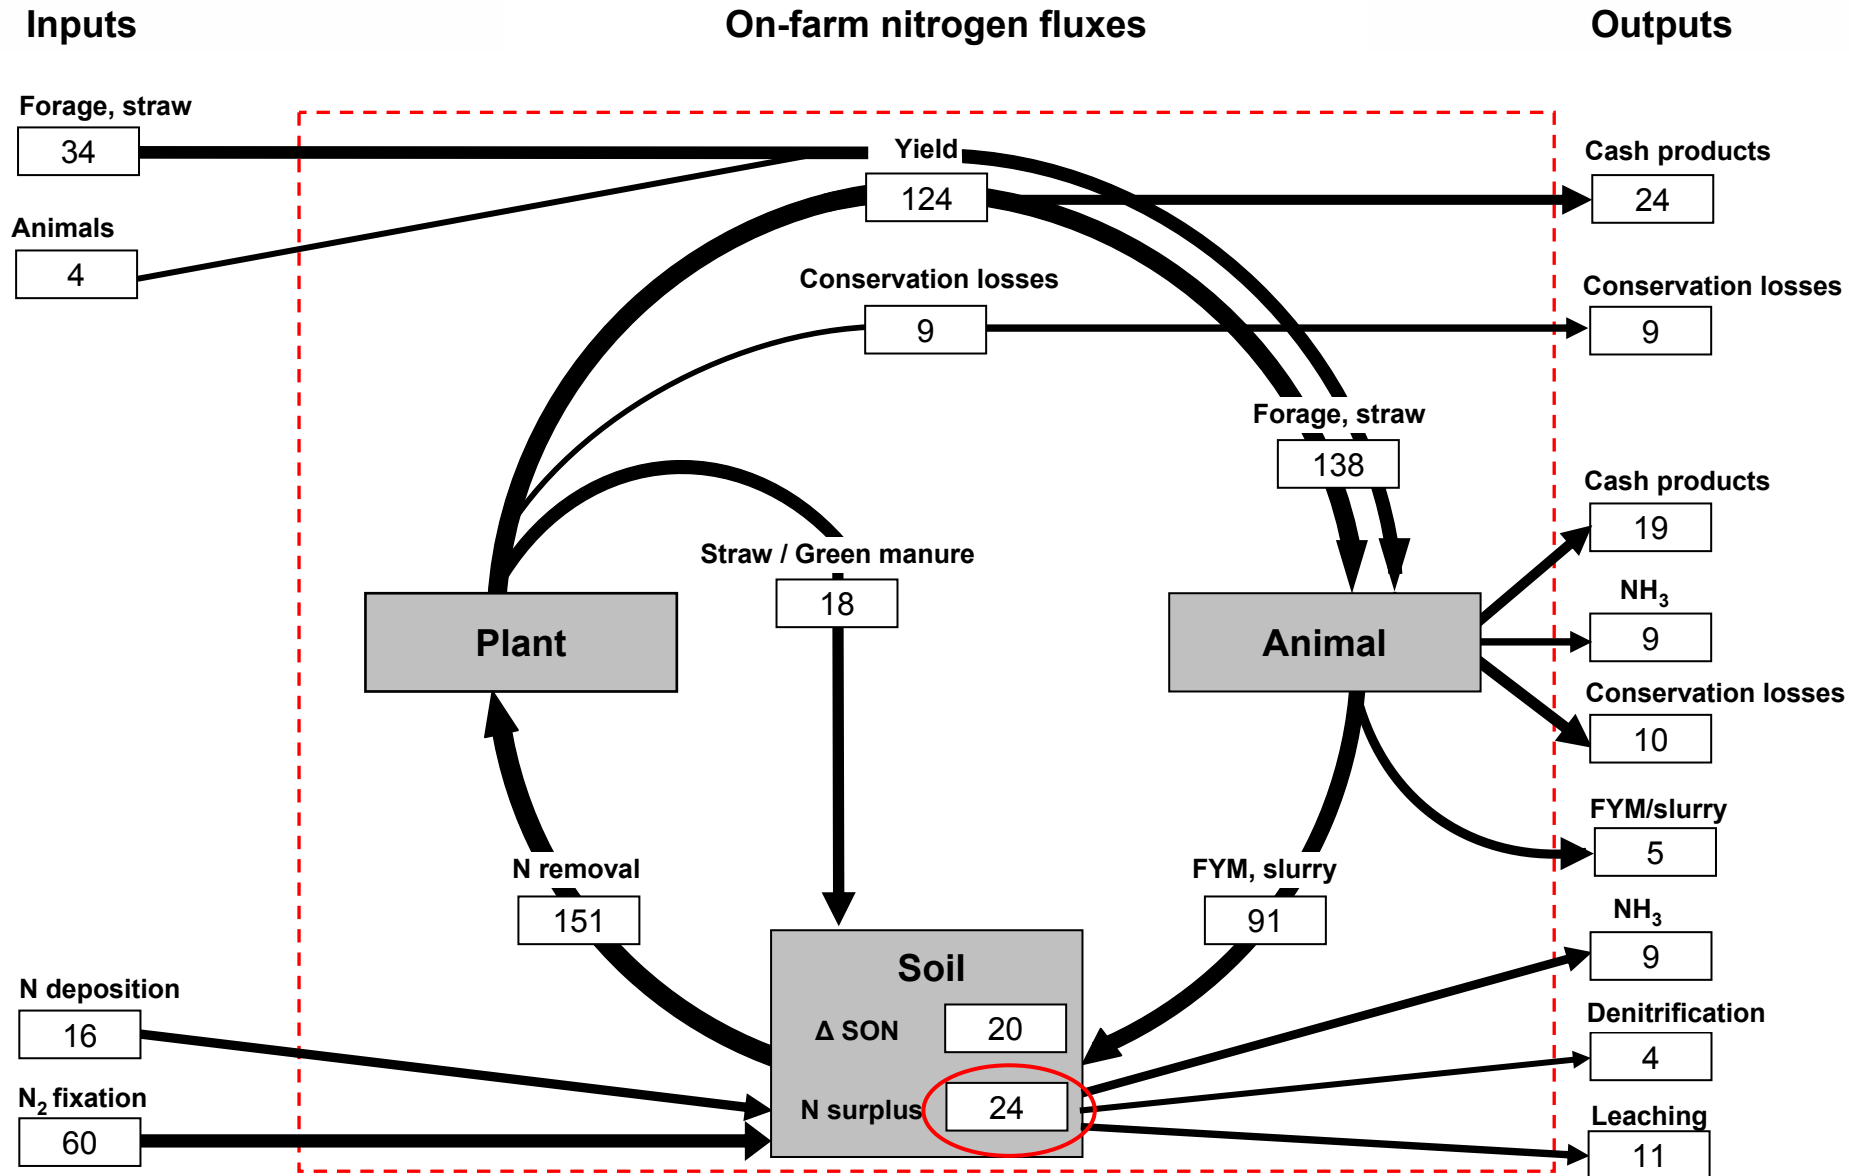 Inputs
On-farm nitrogen fluxes
Outputs
Forage, straw
34
Yield
124
Cash products
24
Animals
4
Conservation losses
9
Conservation losses
9
Forage, straw
138
Cash products
19
Straw / Green manure
18
NH3
9
Plant
Animal
Conservation losses
10
FYM/slurry
5
N removal
151
FYM, slurry
91
NH3
9
Soil
N deposition
16
Δ SON
20
Denitrification
4
N2 fixation
60
N surplus
24
Leaching
11